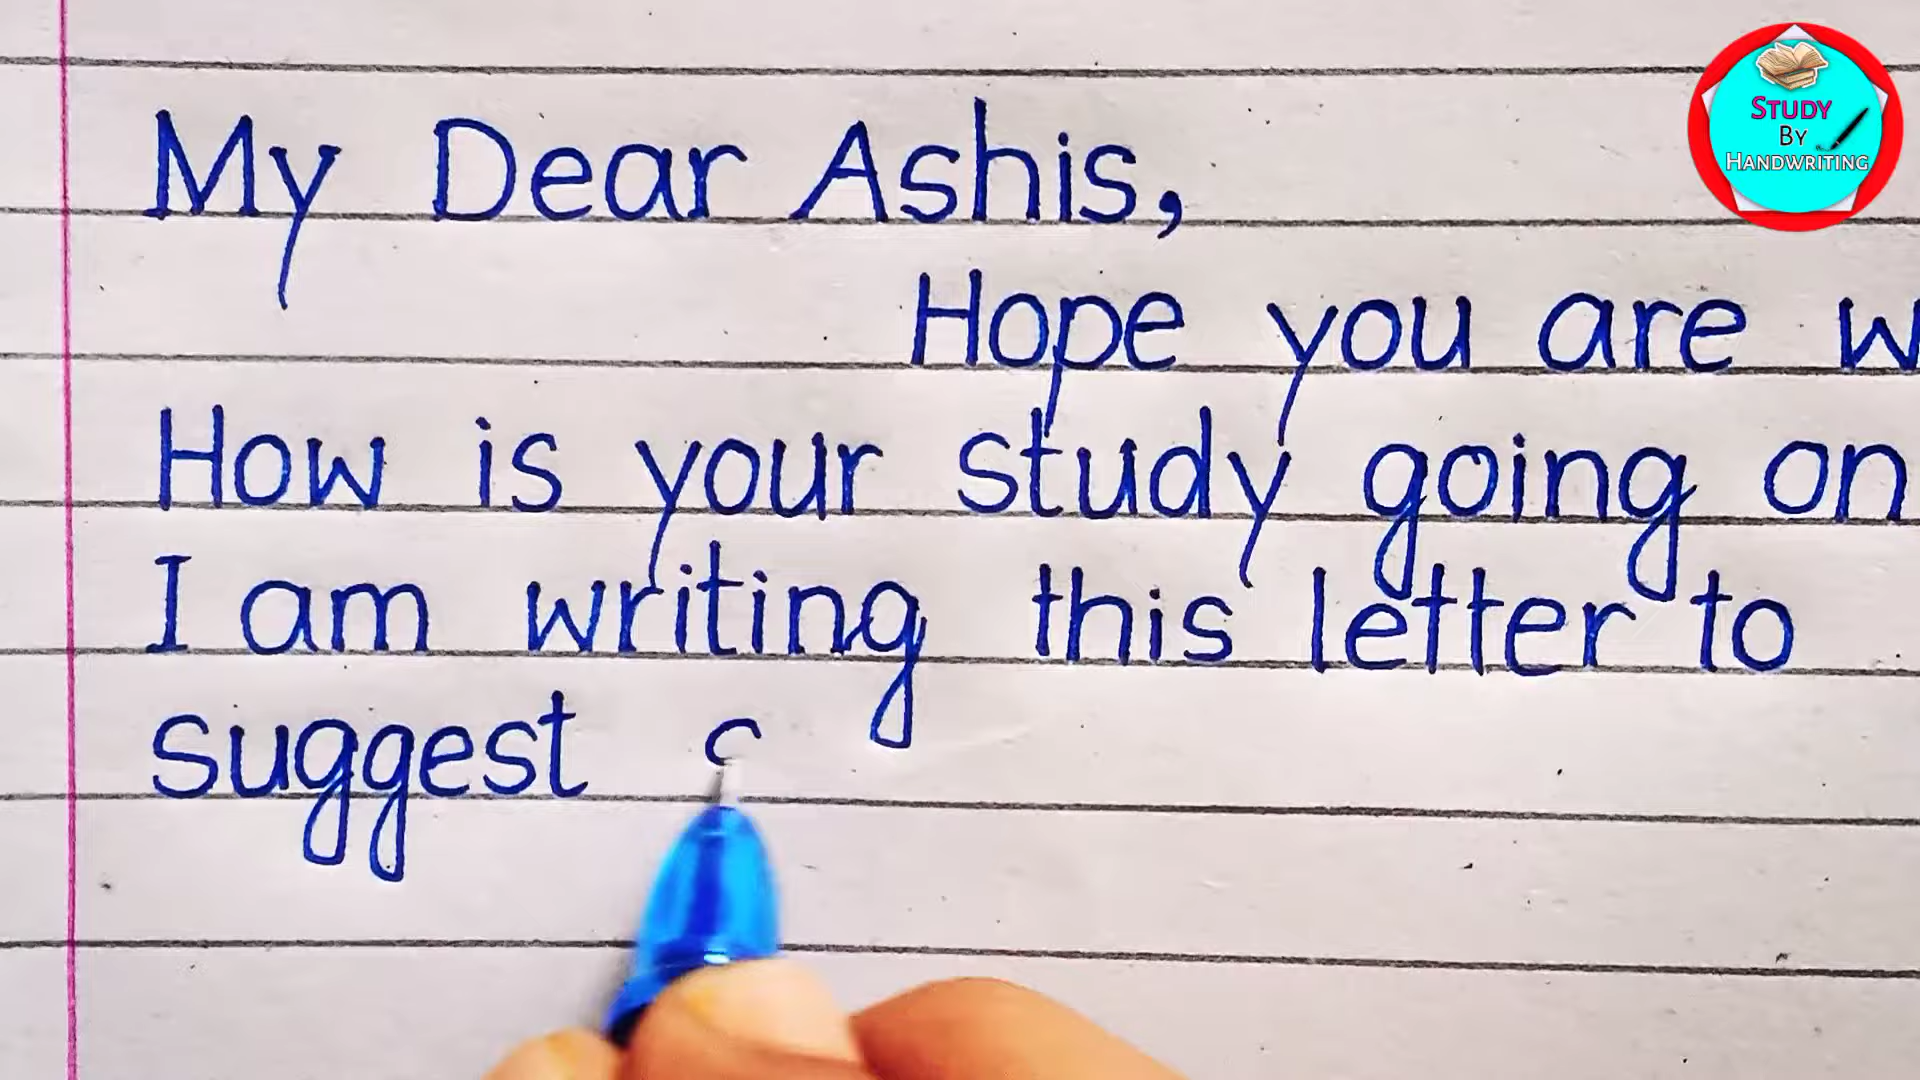 My Dear Ashis,
Hope you are
How is your study going on
I am writing this letter to
suggest
STUDY
BY
HANDWRITING